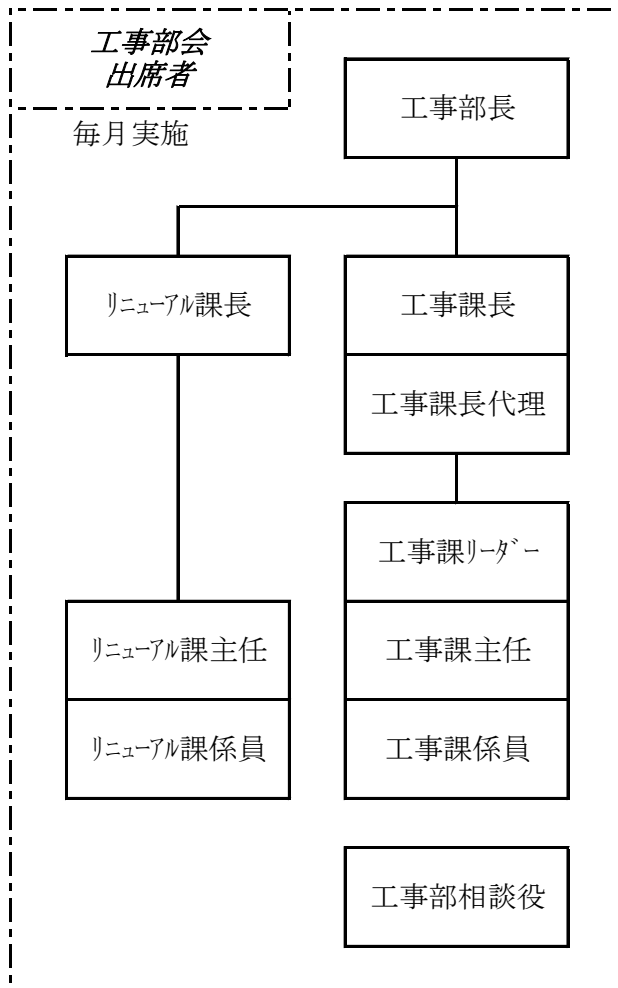 工事部会
出席者
毎月実施
工事部長
ﾘﾆｭｰｱﾙ課長
工事課長
工事課長代理
工事課ﾘｰﾀﾞｰ
ﾘﾆｭｰｱﾙ課主任
工事課主任
ﾘﾆｭｰｱﾙ課係員
工事課係員
工事部相談役